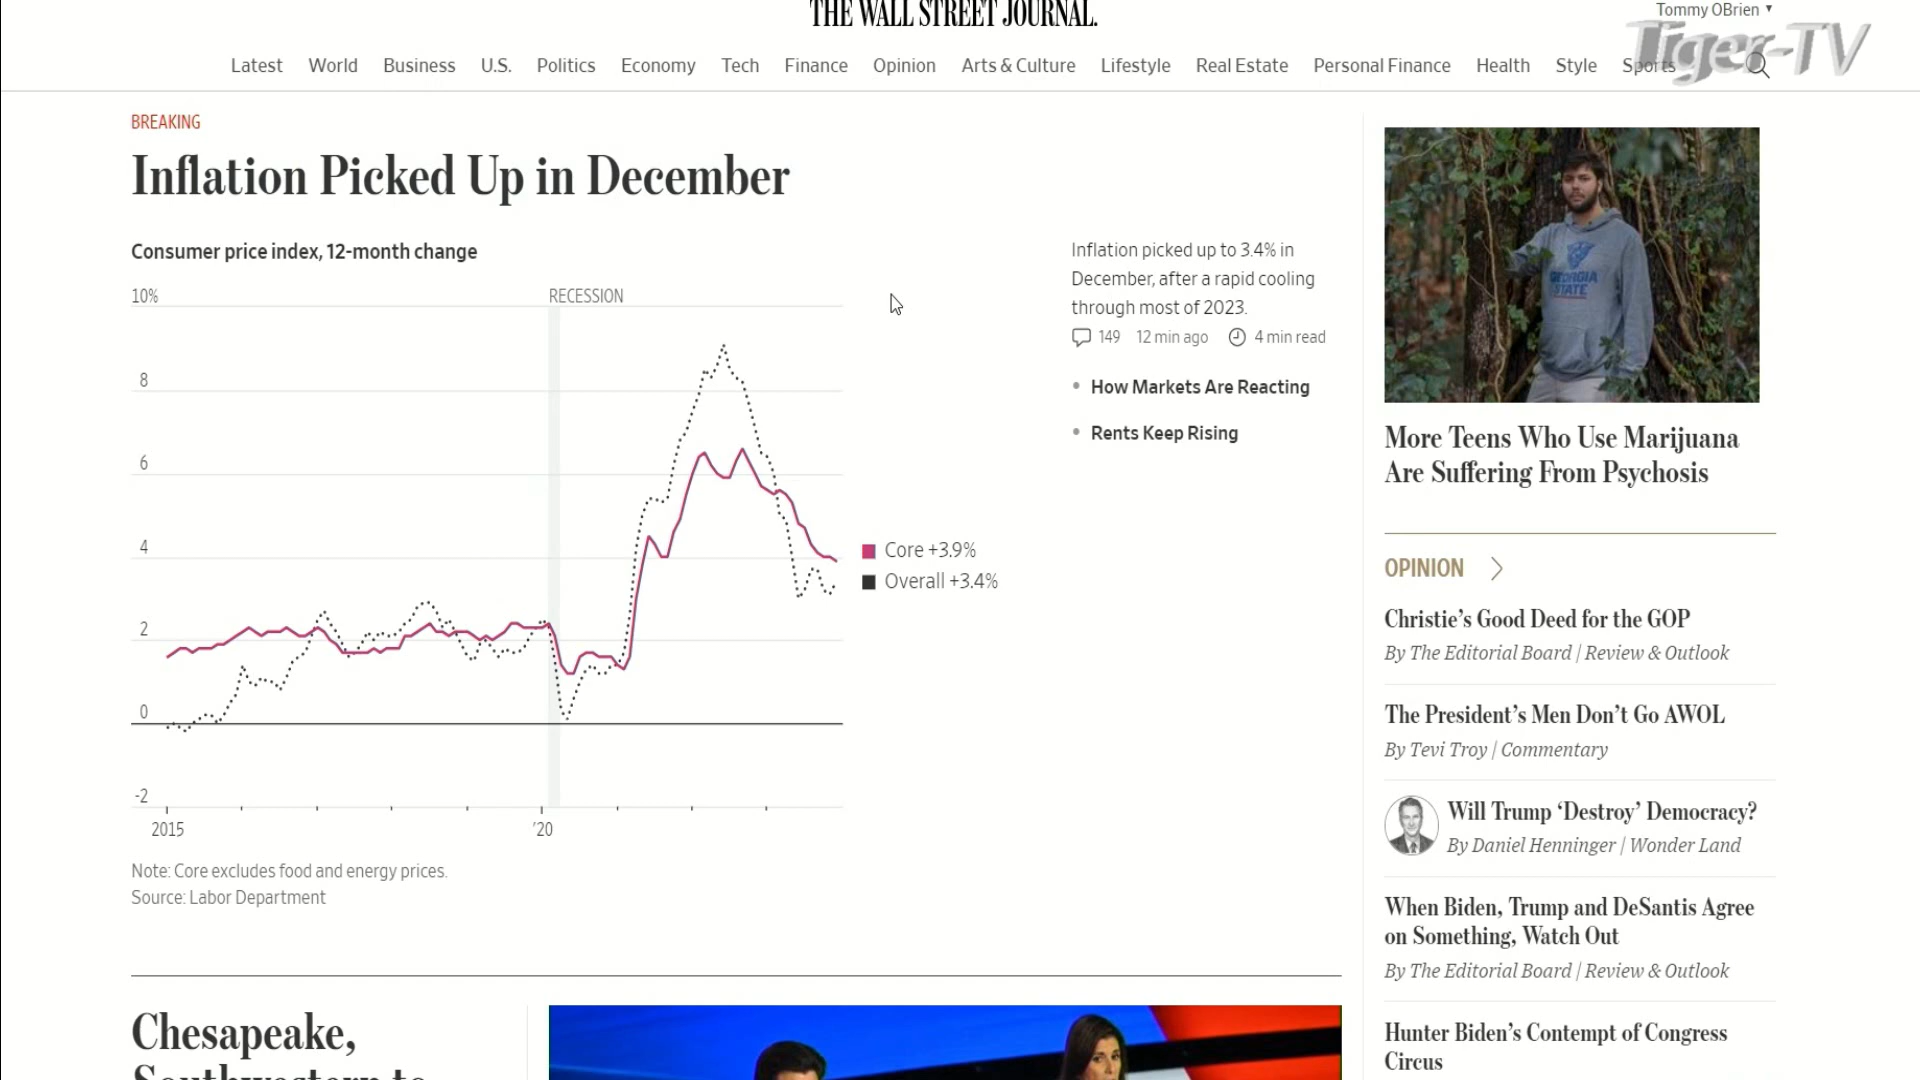 THE WALL STREET JOURNAL.
Tommy OBrien
Tiger-TV
Latest World Business U.S. Politics Economy Tech Finance Opinion Arts & Culture Lifestyle Real Estate Personal Finance Health Style Sports
BREAKING
Inflation Picked Up in December
Consumer price index, 12-month change
10%
RECESSION
8
6
4
2
0
-2
2015
'20
Core +3.9%
Overall +3.4%
Note: Core excludes food and energy prices.
Source: Labor Department
Inflation picked up to 3.4% in
December, after a rapid cooling
through most of 2023.
149 12 min ago 4 min read
• How Markets Are Reacting
• Rents Keep Rising
Chesapeake,
Southwestern to
GEORGIA
STATE
More Teens Who Use Marijuana
Are Suffering From Psychosis
OPINION
Christie's Good Deed for the GOP
By The Editorial Board | Review & Outlook
The President's Men Don't Go AWOL
By Tevi Troy | Commentary
Will Trump 'Destroy' Democracy?
By Daniel Henninger | Wonder Land
When Biden, Trump and DeSantis Agree
on Something, Watch Out
By The Editorial Board | Review & Outlook
Hunter Biden's Contempt of Congress
Circus